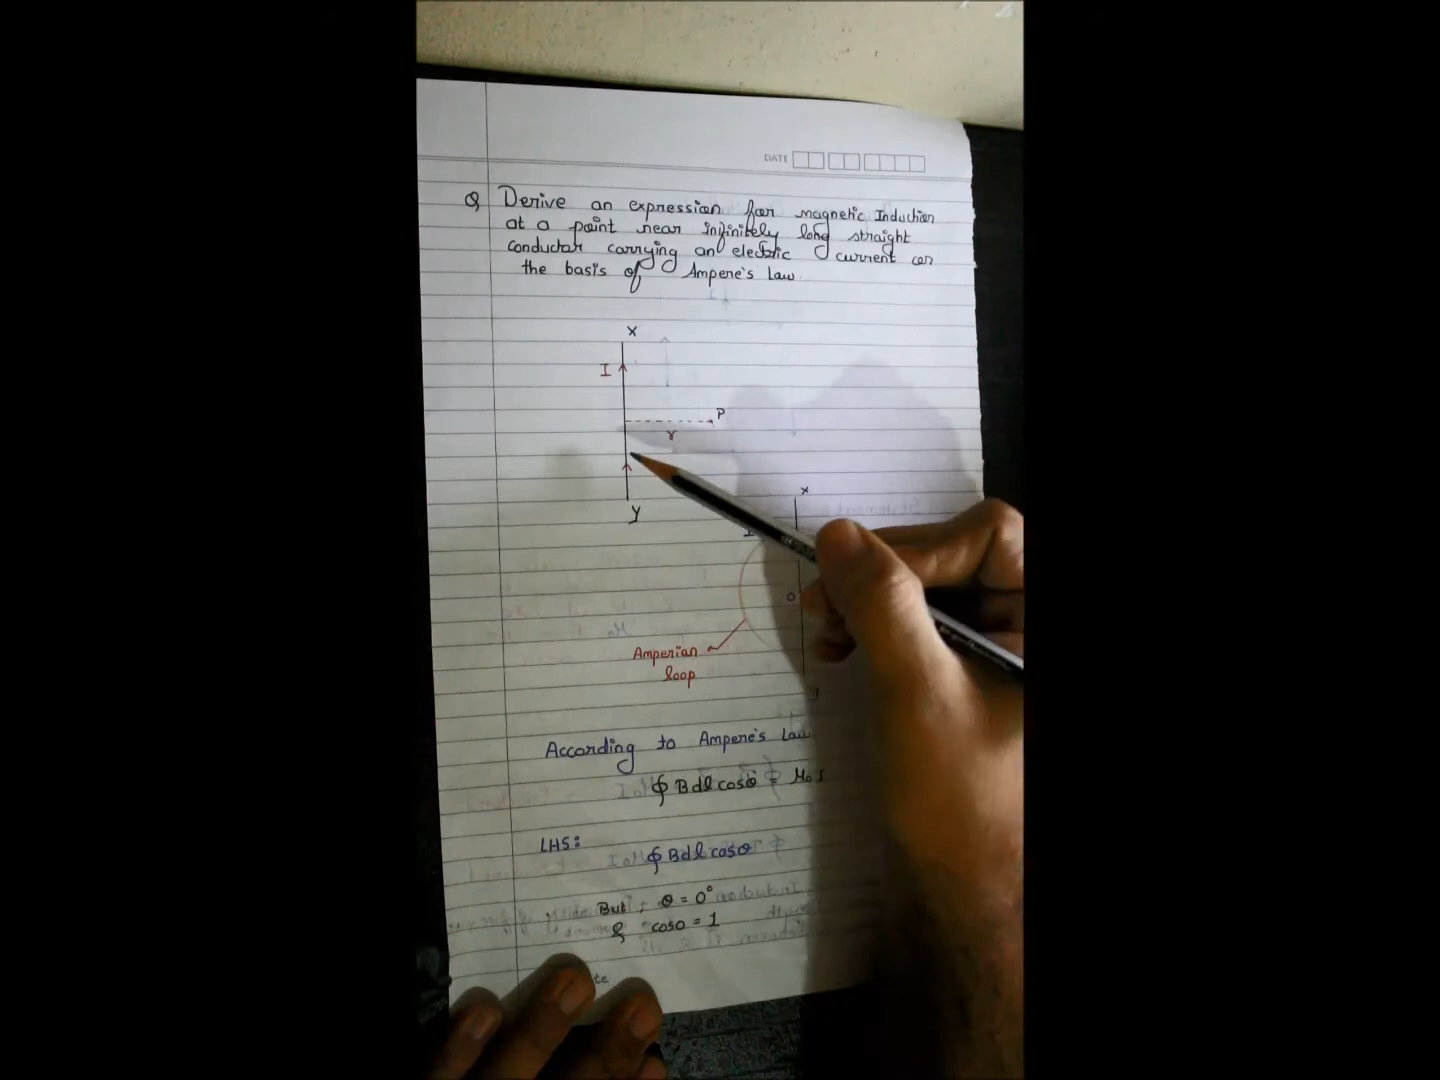 DATE
Q Derive an expression for magnetic Induction
at a point near infinitely long straight
conductor carrying an electric current on
the basis of Ampere's Law.
X
I
P
r
Y
X
I
O
Amperian
loop
According to Ampere's Law
∮ Bdl cosθ = μ₀ I
LHS:
∮ Bdl cosθ
But, θ = 0°
& cos0 = 1